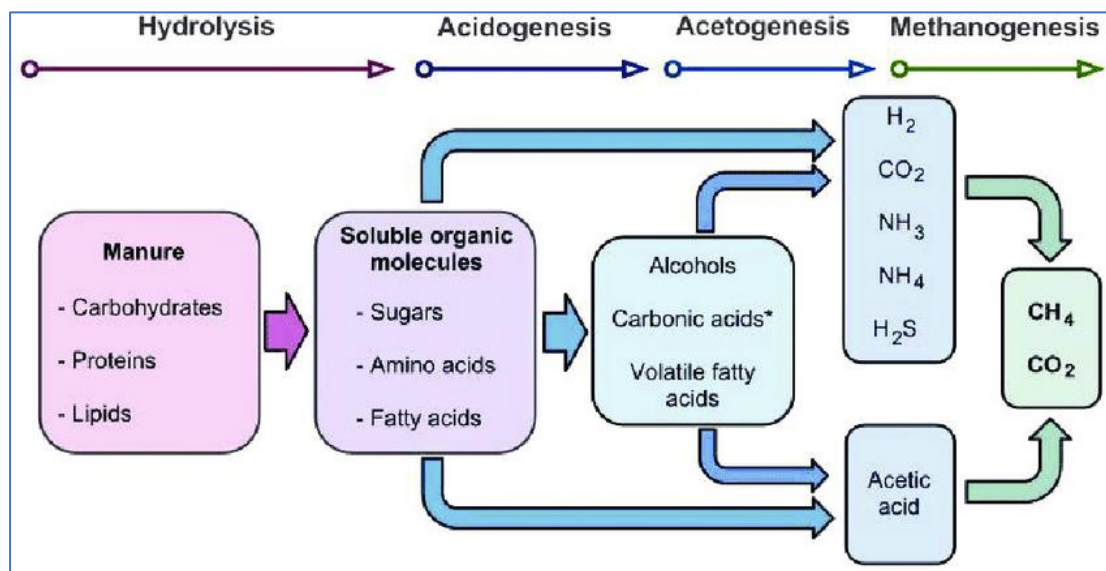 Hydrolysis
Acidogenesis
Acetogenesis
Methanogenesis
Manure
- Carbohydrates
- Proteins
- Lipids
Soluble organic
molecules
- Sugars
- Amino acids
- Fatty acids
Alcohols
Carbonic acids*
Volatile fatty
acids
H2
CO2
NH3
NH4
H2S
Acetic
acid
CH4
CO2